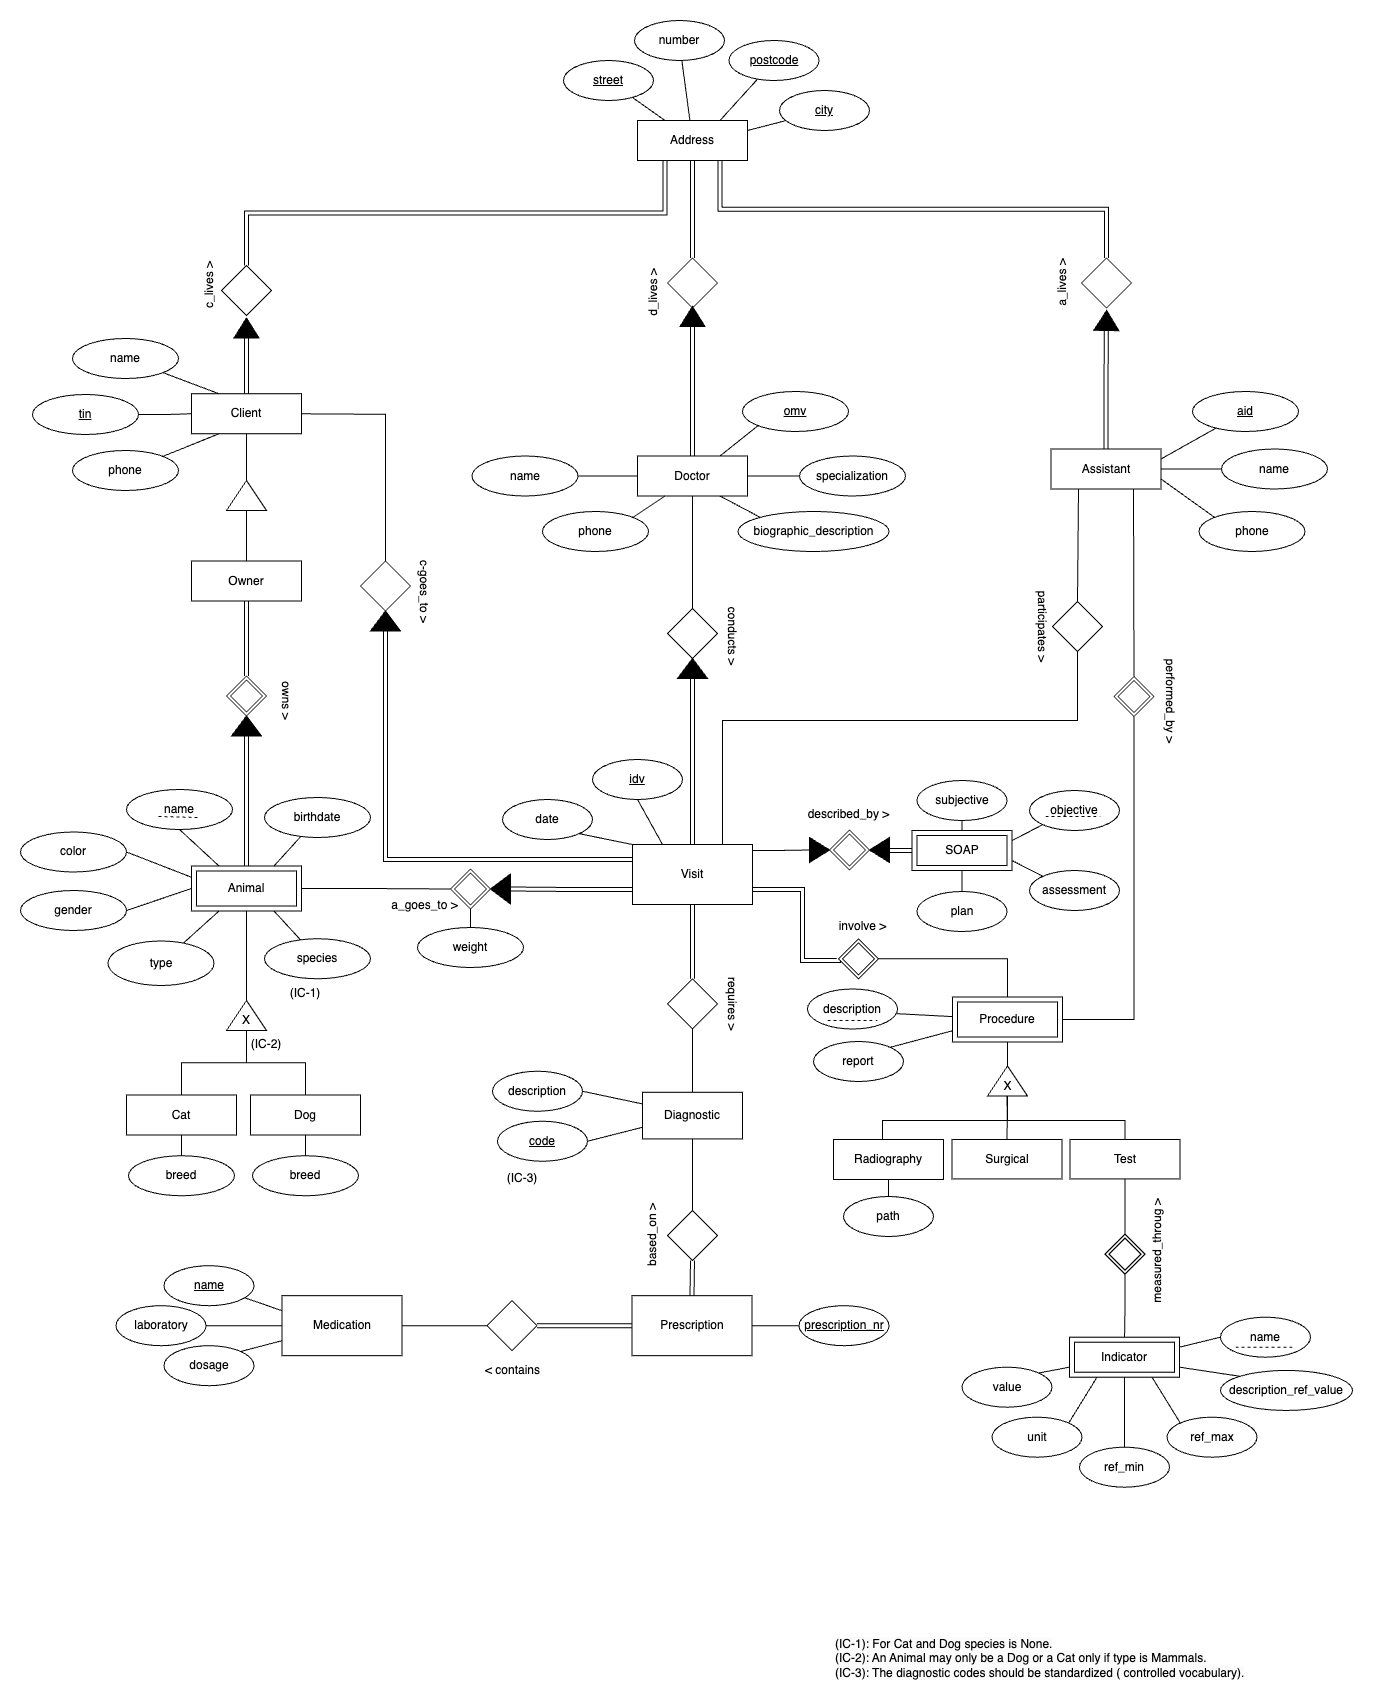 number
postcode
street
city
Address
c_lives >
d_lives >
a_lives >
name
tin
Client
phone
omv
name
Doctor
specialization
phone
biographic_description
aid
Assistant
name
phone
Owner
c-goes_to >
conducts >
participates >
owns >
performed_by >
name
birthdate
color
Animal
gender
type
species
(IC-1)
X
(IC-2)
Cat
Dog
breed
breed
idv
date
Visit
a_goes_to >
weight
described_by >
subjective
objective
SOAP
assessment
plan
involve >
requires >
description
Procedure
report
X
Radiography
Surgical
Test
path
measured_throug >
description
Diagnostic
code
(IC-3)
based_on >
name
laboratory
Medication
dosage
< contains
Prescription
prescription_nr
name
Indicator
value
description_ref_value
unit
ref_max
ref_min
(IC-1): For Cat and Dog species is None.
(IC-2): An Animal may only be a Dog or a Cat only if type is Mammals.
(IC-3): The diagnostic codes should be standardized ( controlled vocabulary).